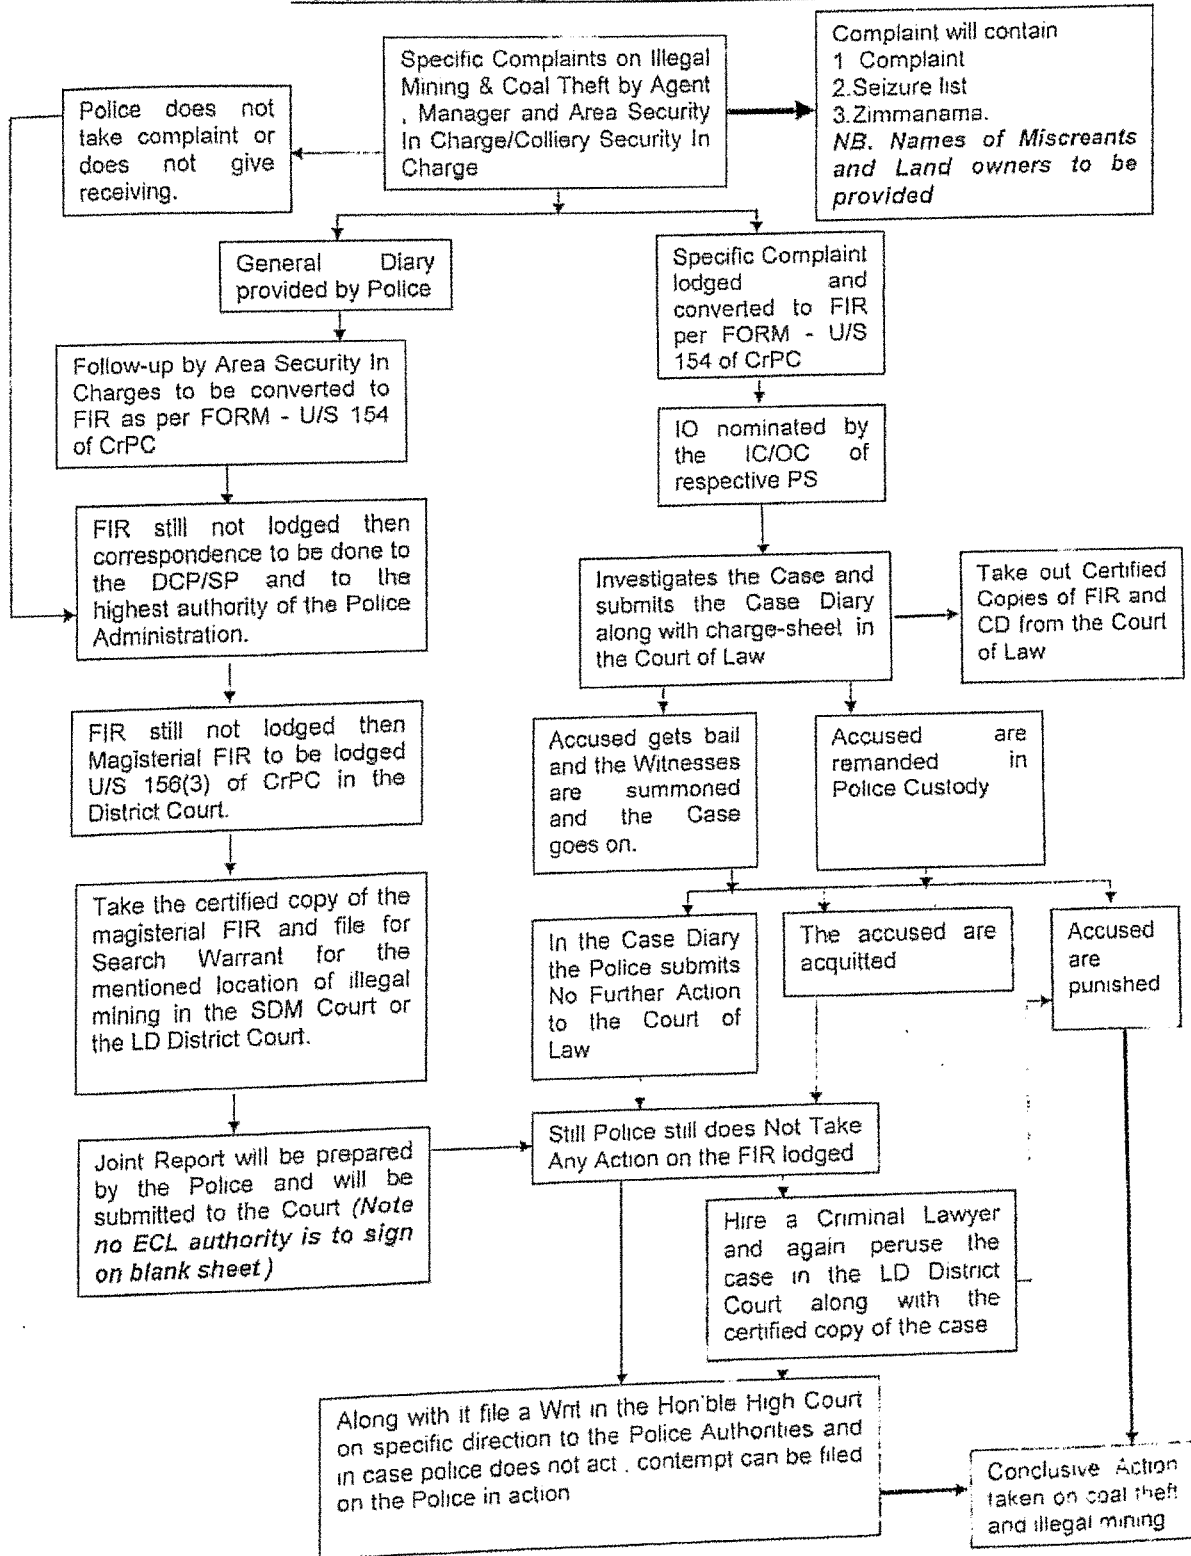 Specific Complaints on Illegal
Mining & Coal Theft by Agent
, Manager and Area Security
In Charge/Colliery Security In
Charge
Complaint will contain
1 Complaint
2.Seizure list
3.Zimmanama.
NB. Names of Miscreants
and Land owners to be
provided
Police does not
take complaint or
does not give
receiving.
General Diary
provided by Police
Specific Complaint
lodged and
converted to FIR
per FORM - U/S
154 of CrPC
Follow-up by Area Security In
Charges to be converted to
FIR as per FORM - U/S 154
of CrPC
IO nominated by
the IC/OC of
respective PS
FIR still not lodged then
correspondence to be done to
the DCP/SP and to the
highest authority of the Police
Administration.
Investigates the Case and
submits the Case Diary
along with charge-sheet in
the Court of Law
Take out Certified
Copies of FIR and
CD from the Court
of Law
FIR still not lodged then
Magisterial FIR to be lodged
U/S 156(3) of CrPC in the
District Court.
Accused gets bail
and the Witnesses
are summoned
and the Case
goes on.
Accused are
remanded in
Police Custody
Take the certified copy of the
magisterial FIR and file for
Search Warrant for the
mentioned location of illegal
mining in the SDM Court or
the LD District Court.
In the Case Diary
the Police submits
No Further Action
to the Court of
Law
The accused are
acquitted
Accused
are
punished
Joint Report will be prepared
by the Police and will be
submitted to the Court (Note
no ECL authority is to sign
on blank sheet)
Still Police still does Not Take
Any Action on the FIR lodged
Hire a Criminal Lawyer
and again peruse the
case in the LD District
Court along with the
certified copy of the case
Along with it file a Writ in the Hon'ble High Court
on specific direction to the Police Authorities and
in case police does not act , contempt can be filed
on the Police in action
Conclusive Action
taken on coal theft
and illegal mining